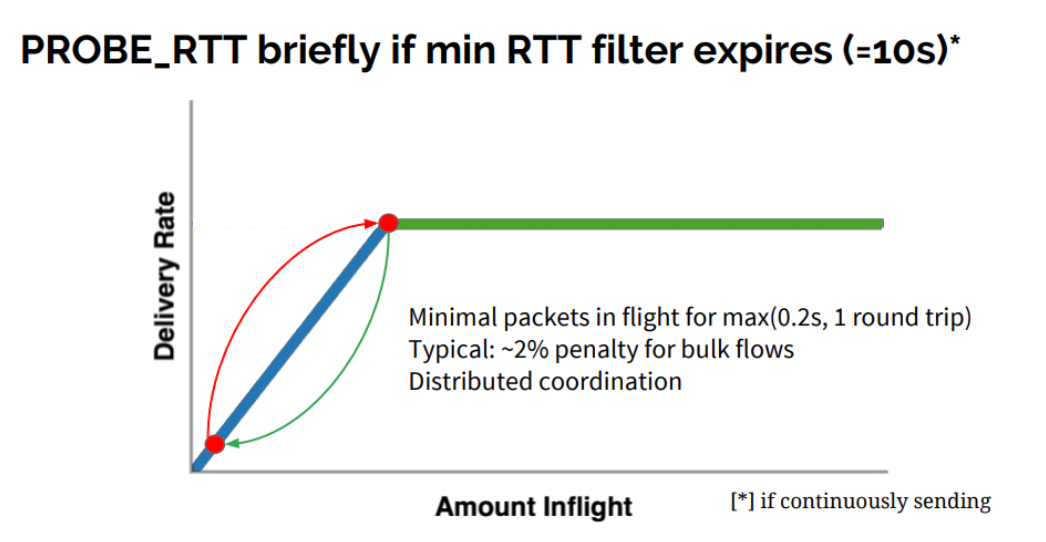 PROBE_RTT briefly if min RTT filter expires (=10s)*
Delivery Rate
Minimal packets in flight for max(0.2s, 1 round trip)
Typical: ~2% penalty for bulk flows
Distributed coordination
Amount Inflight
[*] if continuously sending